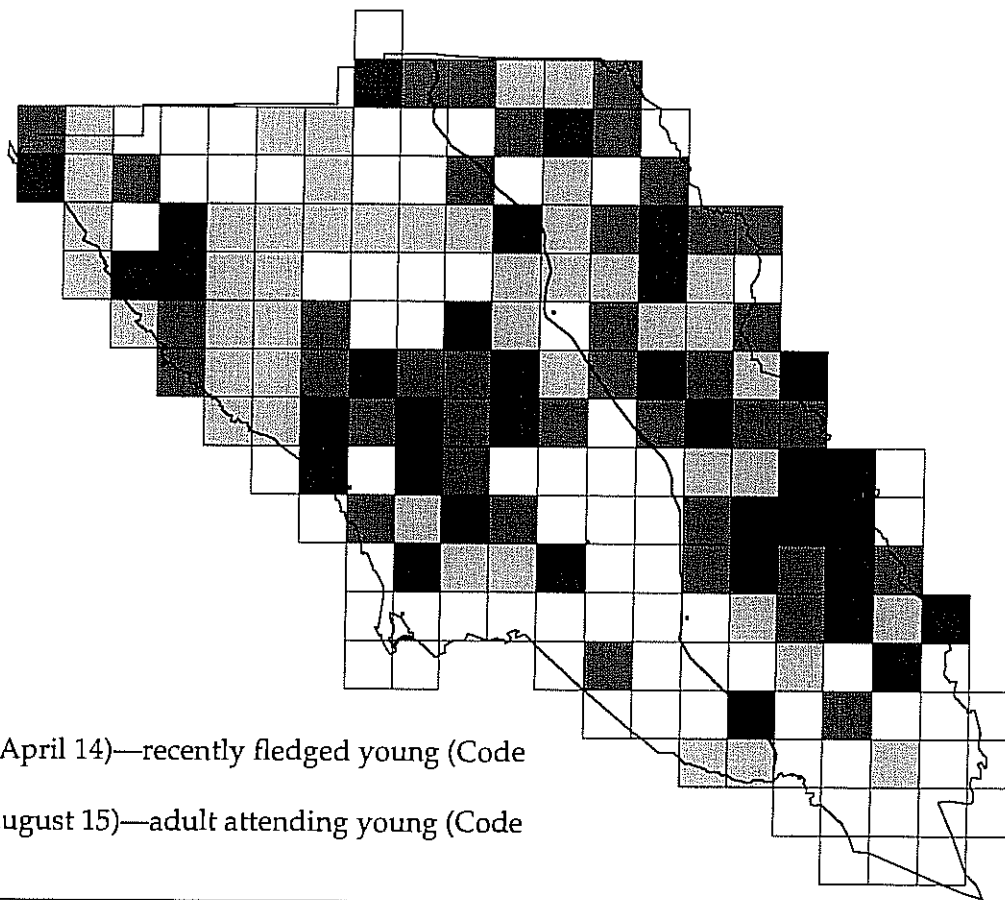 April 14)—recently fledged young (Code
ugust 15)—adult attending young (Code